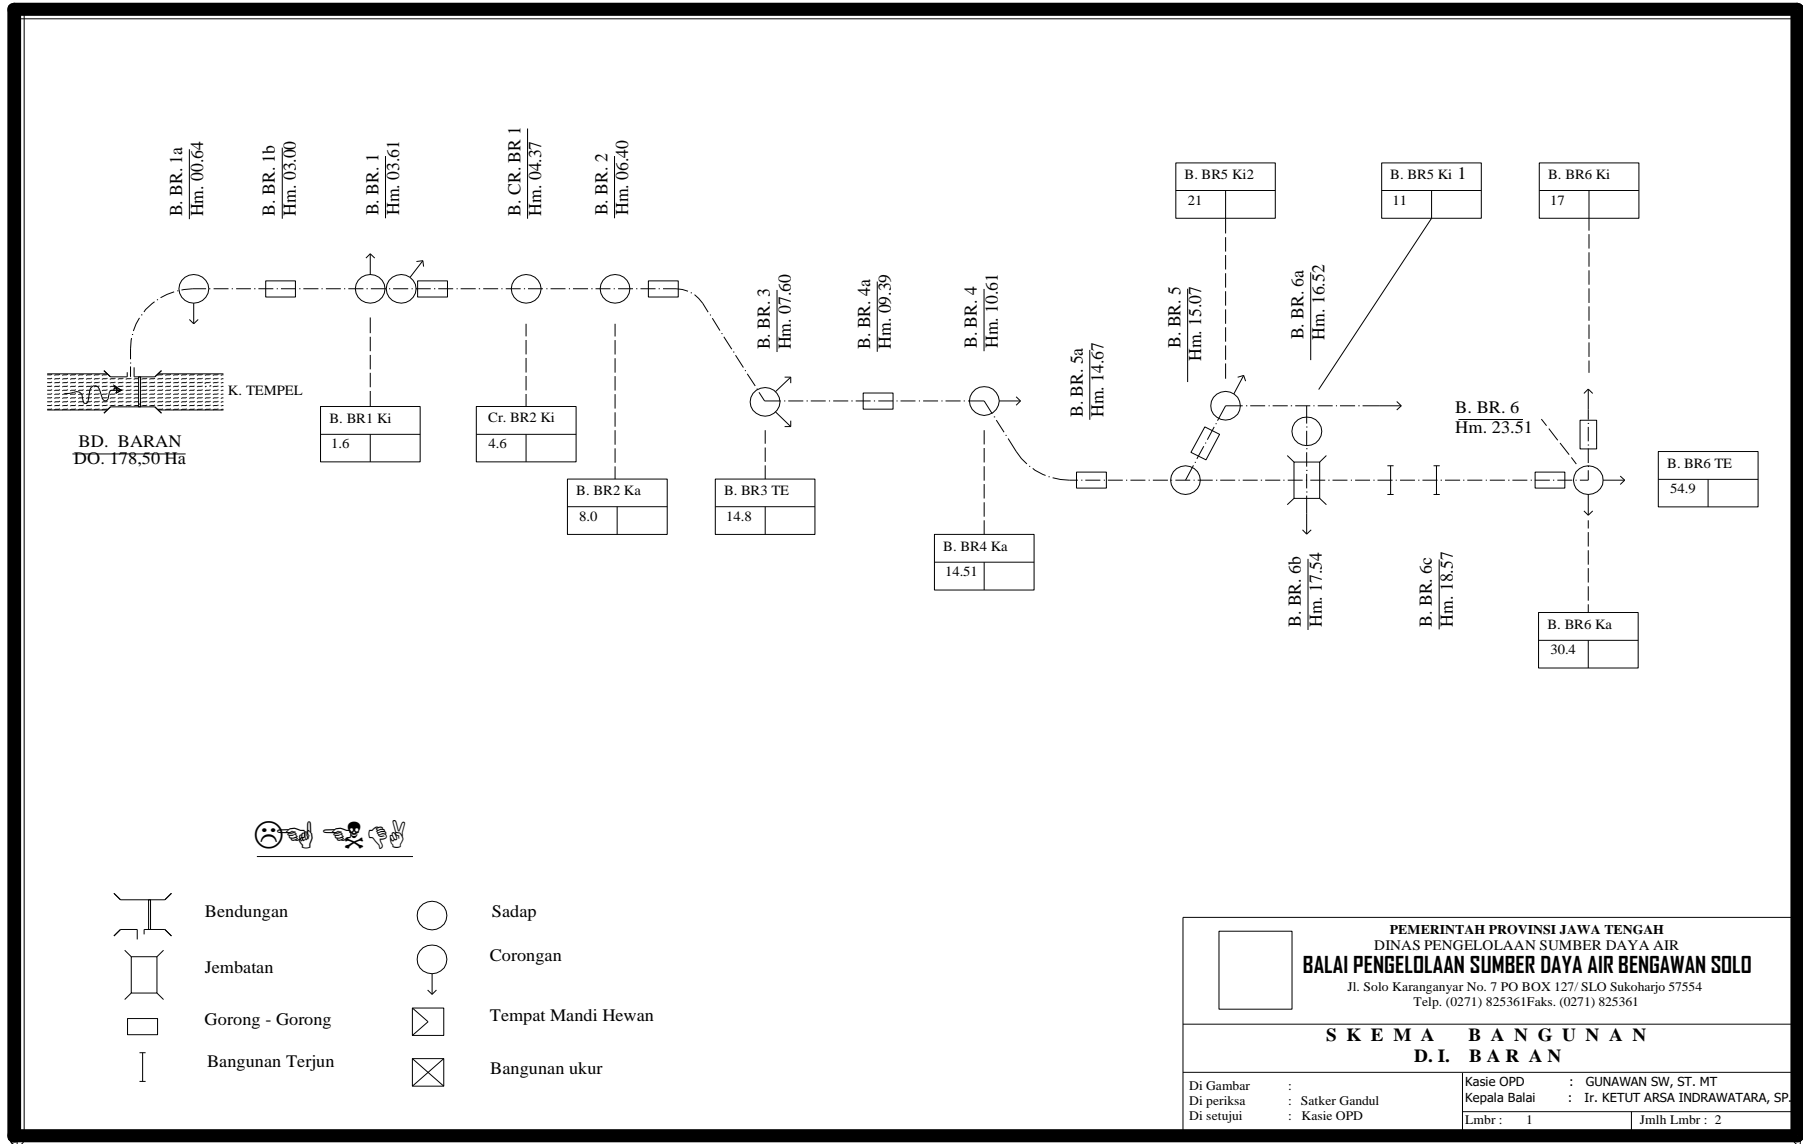 B. BR. 1a
Hm. 00.64
B. BR. 1b
Hm. 03.00
B. BR. 1
Hm. 03.61
B. CR. BR 1
Hm. 04.37
B. BR. 2
Hm. 06.40
B. BR5 Ki2
21
B. BR5 Ki 1
11
B. BR6 Ki
17
B. BR. 3
Hm. 07.60
B. BR. 4a
Hm. 09.39
B. BR. 4
Hm. 10.61
B. BR. 5a
Hm. 14.67
B. BR. 5
Hm. 15.07
B. BR. 6a
Hm. 16.52
K. TEMPEL
BD. BARAN
DO. 178,50 Ha
B. BR1 Ki
1.6
Cr. BR2 Ki
4.6
B. BR2 Ka
8.0
B. BR3 TE
14.8
B. BR4 Ka
14.51
B. BR. 6
Hm. 23.51
B. BR6 TE
54.9
B. BR. 6b
Hm. 17.54
B. BR. 6c
Hm. 18.57
B. BR6 Ka
30.4
Bendungan
Sadap
Jembatan
Corongan
Gorong - Gorong
Tempat Mandi Hewan
Bangunan Terjun
Bangunan ukur
PEMERINTAH PROVINSI JAWA TENGAH
DINAS PENGELOLAAN SUMBER DAYA AIR
BALAI PENGELOLAAN SUMBER DAYA AIR BENGAWAN SOLO
Jl. Solo Karanganyar No. 7 PO BOX 127/ SLO Sukoharjo 57554
Telp. (0271) 825361Faks. (0271) 825361
SKEMA BANGUNAN
D.I. BARAN
Di Gambar :
Di periksa : Satker Gandul
Di setujui : Kasie OPD
Kasie OPD : GUNAWAN SW, ST. MT
Kepala Balai : Ir. KETUT ARSA INDRAWATARA, SP.
Lmbr : 1
Jmlh Lmbr : 2